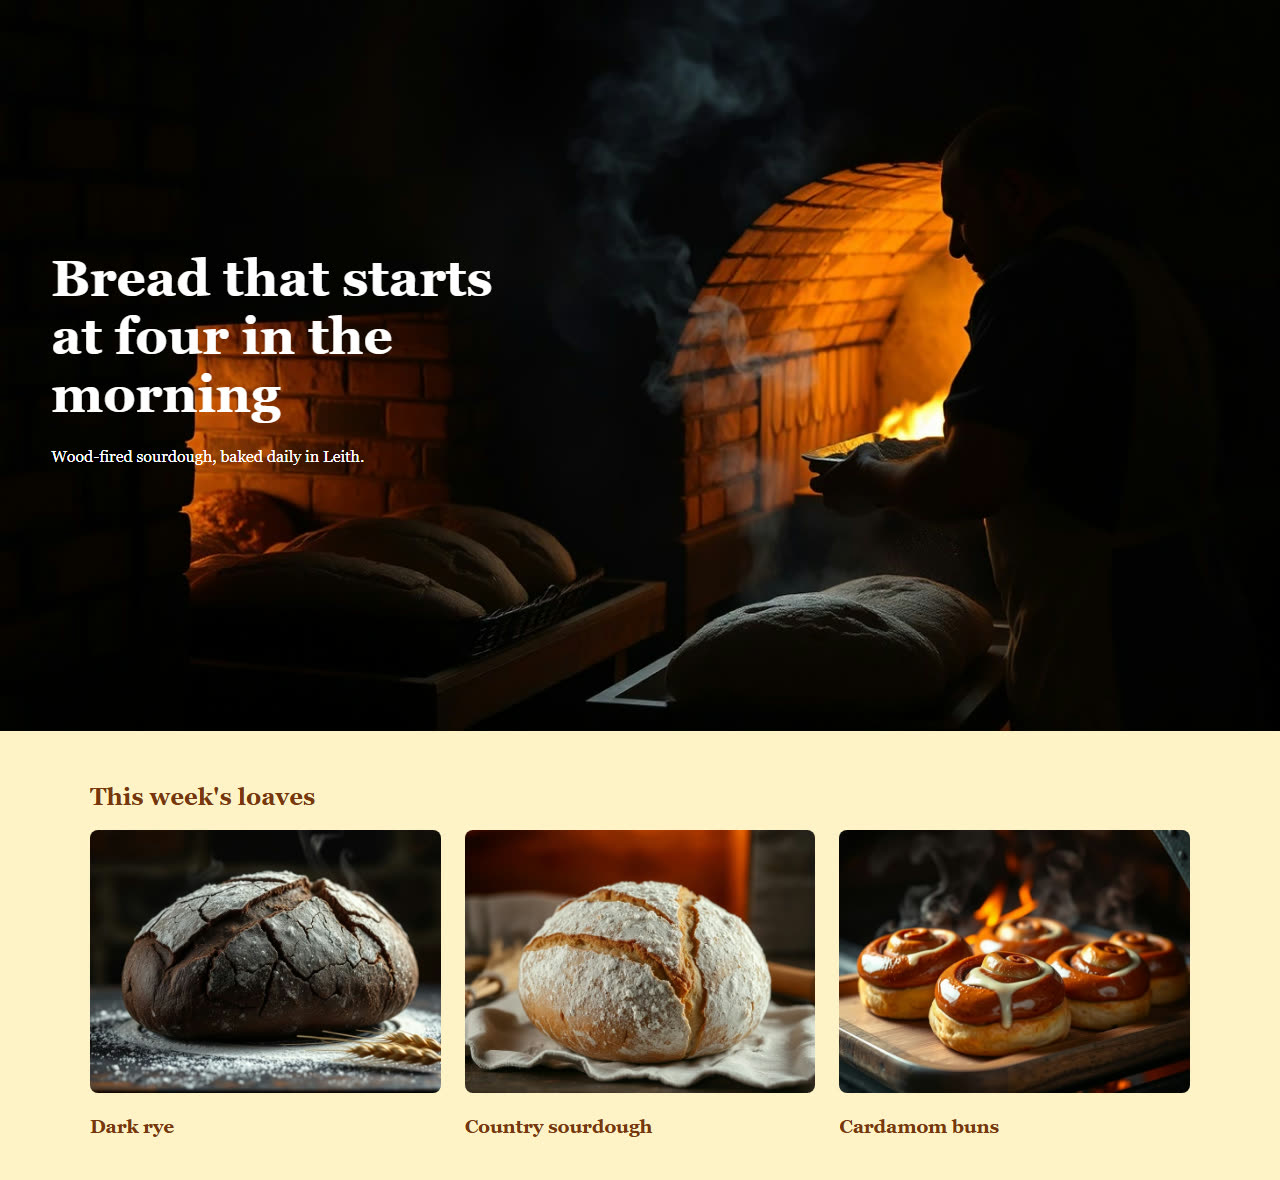 Bread that starts
at four in the
morning
Wood-fired sourdough, baked daily in Leith.
This week's loaves
Dark rye
Country sourdough
Cardamom buns